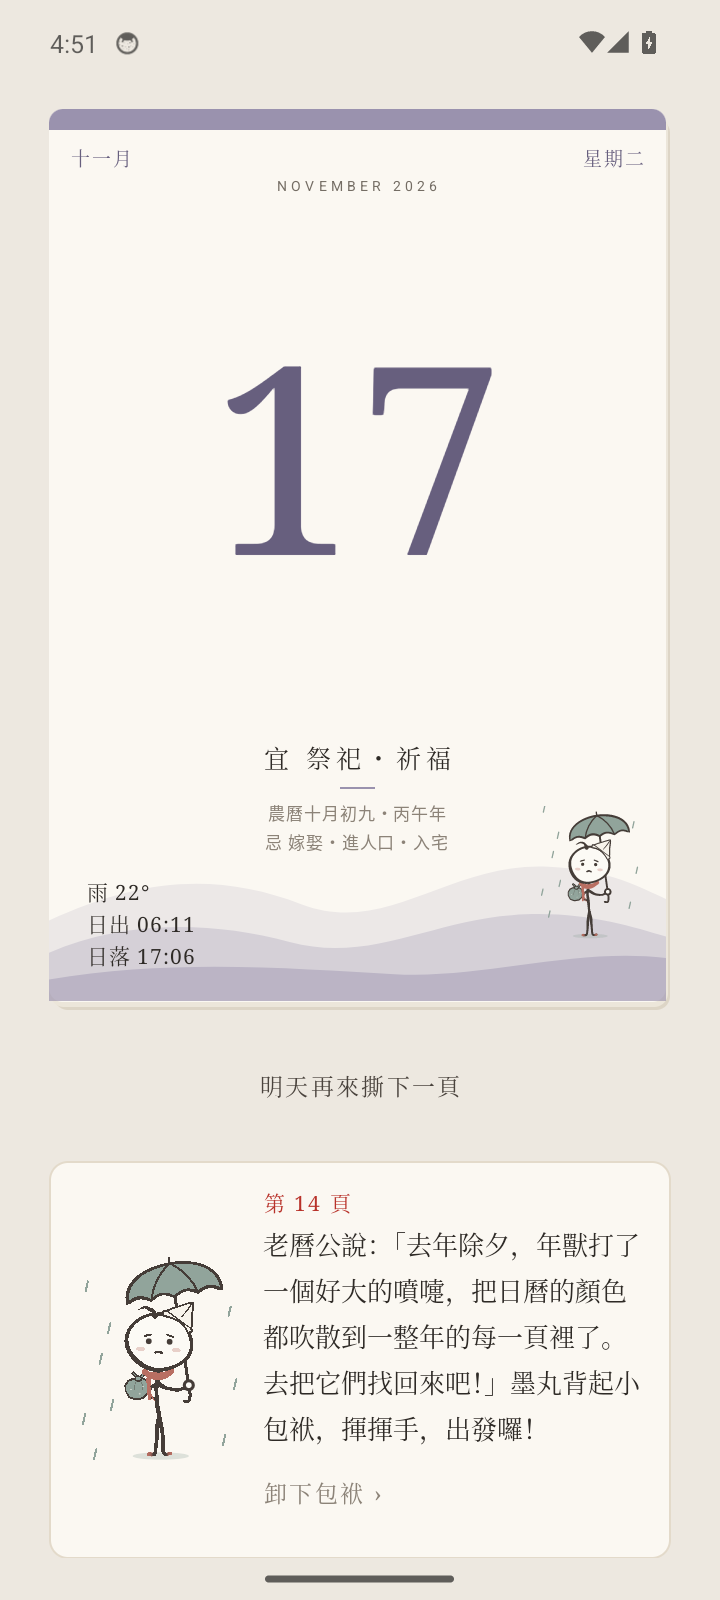 4:51
十一月
星期二
NOVEMBER 2026
17
宜 祭祀・祈福
農曆十月初九・丙午年
忌 嫁娶・進人口・入宅
雨 22°
日出 06:11
日落 17:06
明天再來撕下一頁
第 14 頁
老曆公說：「去年除夕，年獸打了
一個好大的噴嚏，把日曆的顏色
都吹散到一整年的每一頁裡了。
去把它們找回來吧！」墨丸背起小
包袱，揮揮手，出發囉！
卸下包袱 ›